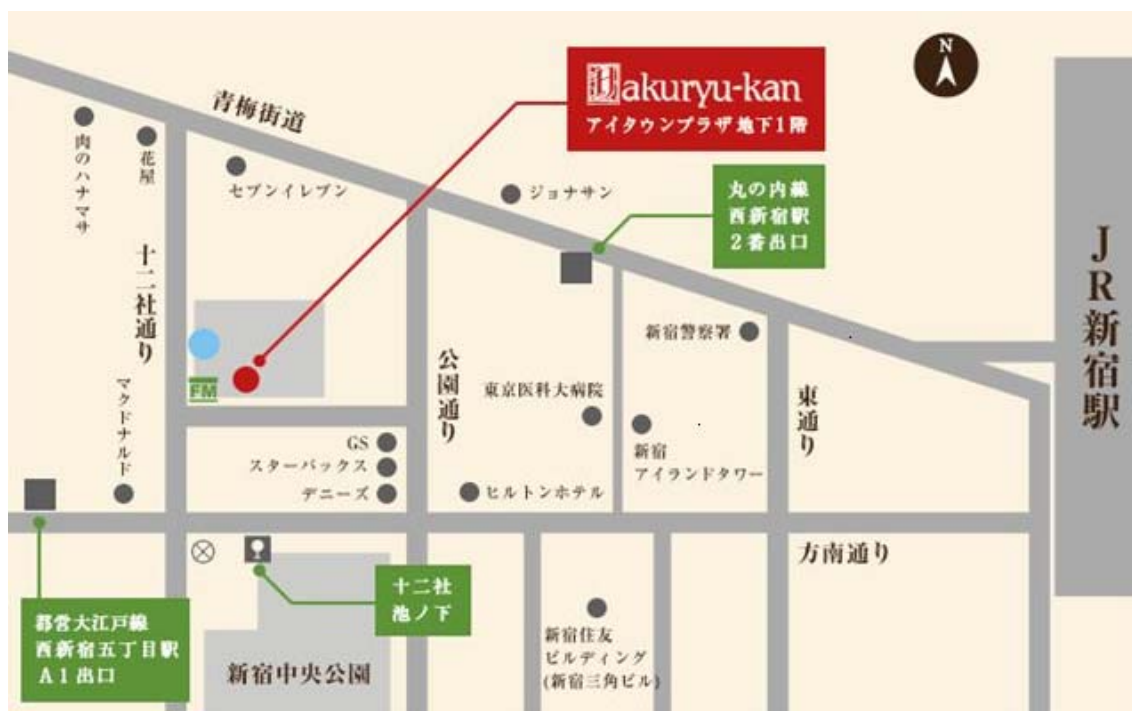 N
Hakuryu-kan
アイタウンプラザ地下1階
青梅街道
肉のハナマサ
花屋
セブンイレブン
ジョナサン
丸の内線
西新宿駅
2番出口
JR新宿駅
十二社通り
新宿警察署
公園通り
東京医科大病院
東通り
FM
マクドナルド
GS
スターバックス
デニーズ
ヒルトンホテル
新宿
アイランドタワー
方南通り
十二社
池ノ下
都営大江戸線
西新宿五丁目駅
A1出口
新宿中央公園
新宿住友
ビルディング
(新宿三角ビル)